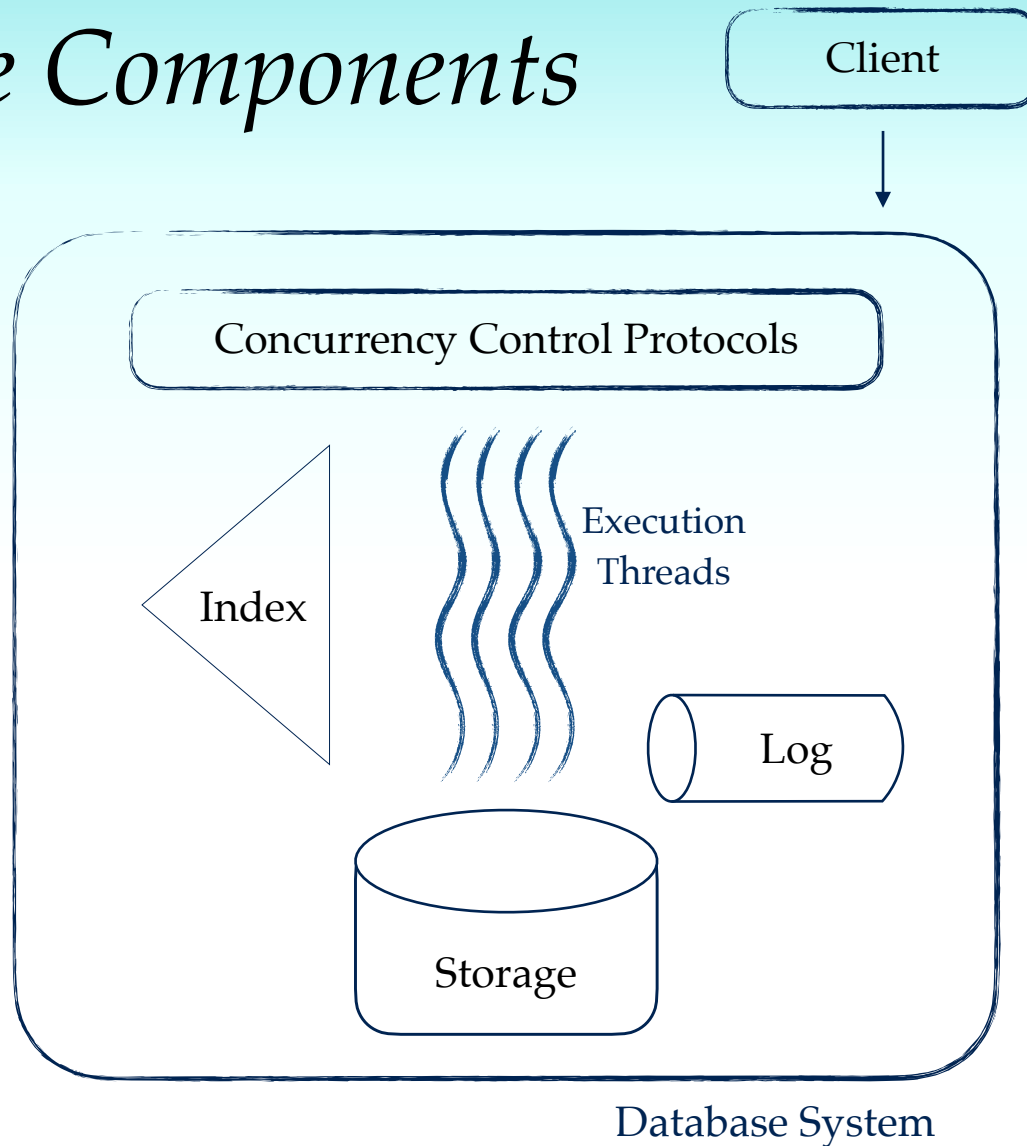 e Components
Client
Concurrency Control Protocols
Execution
Threads
Index
Log
Storage
Database System